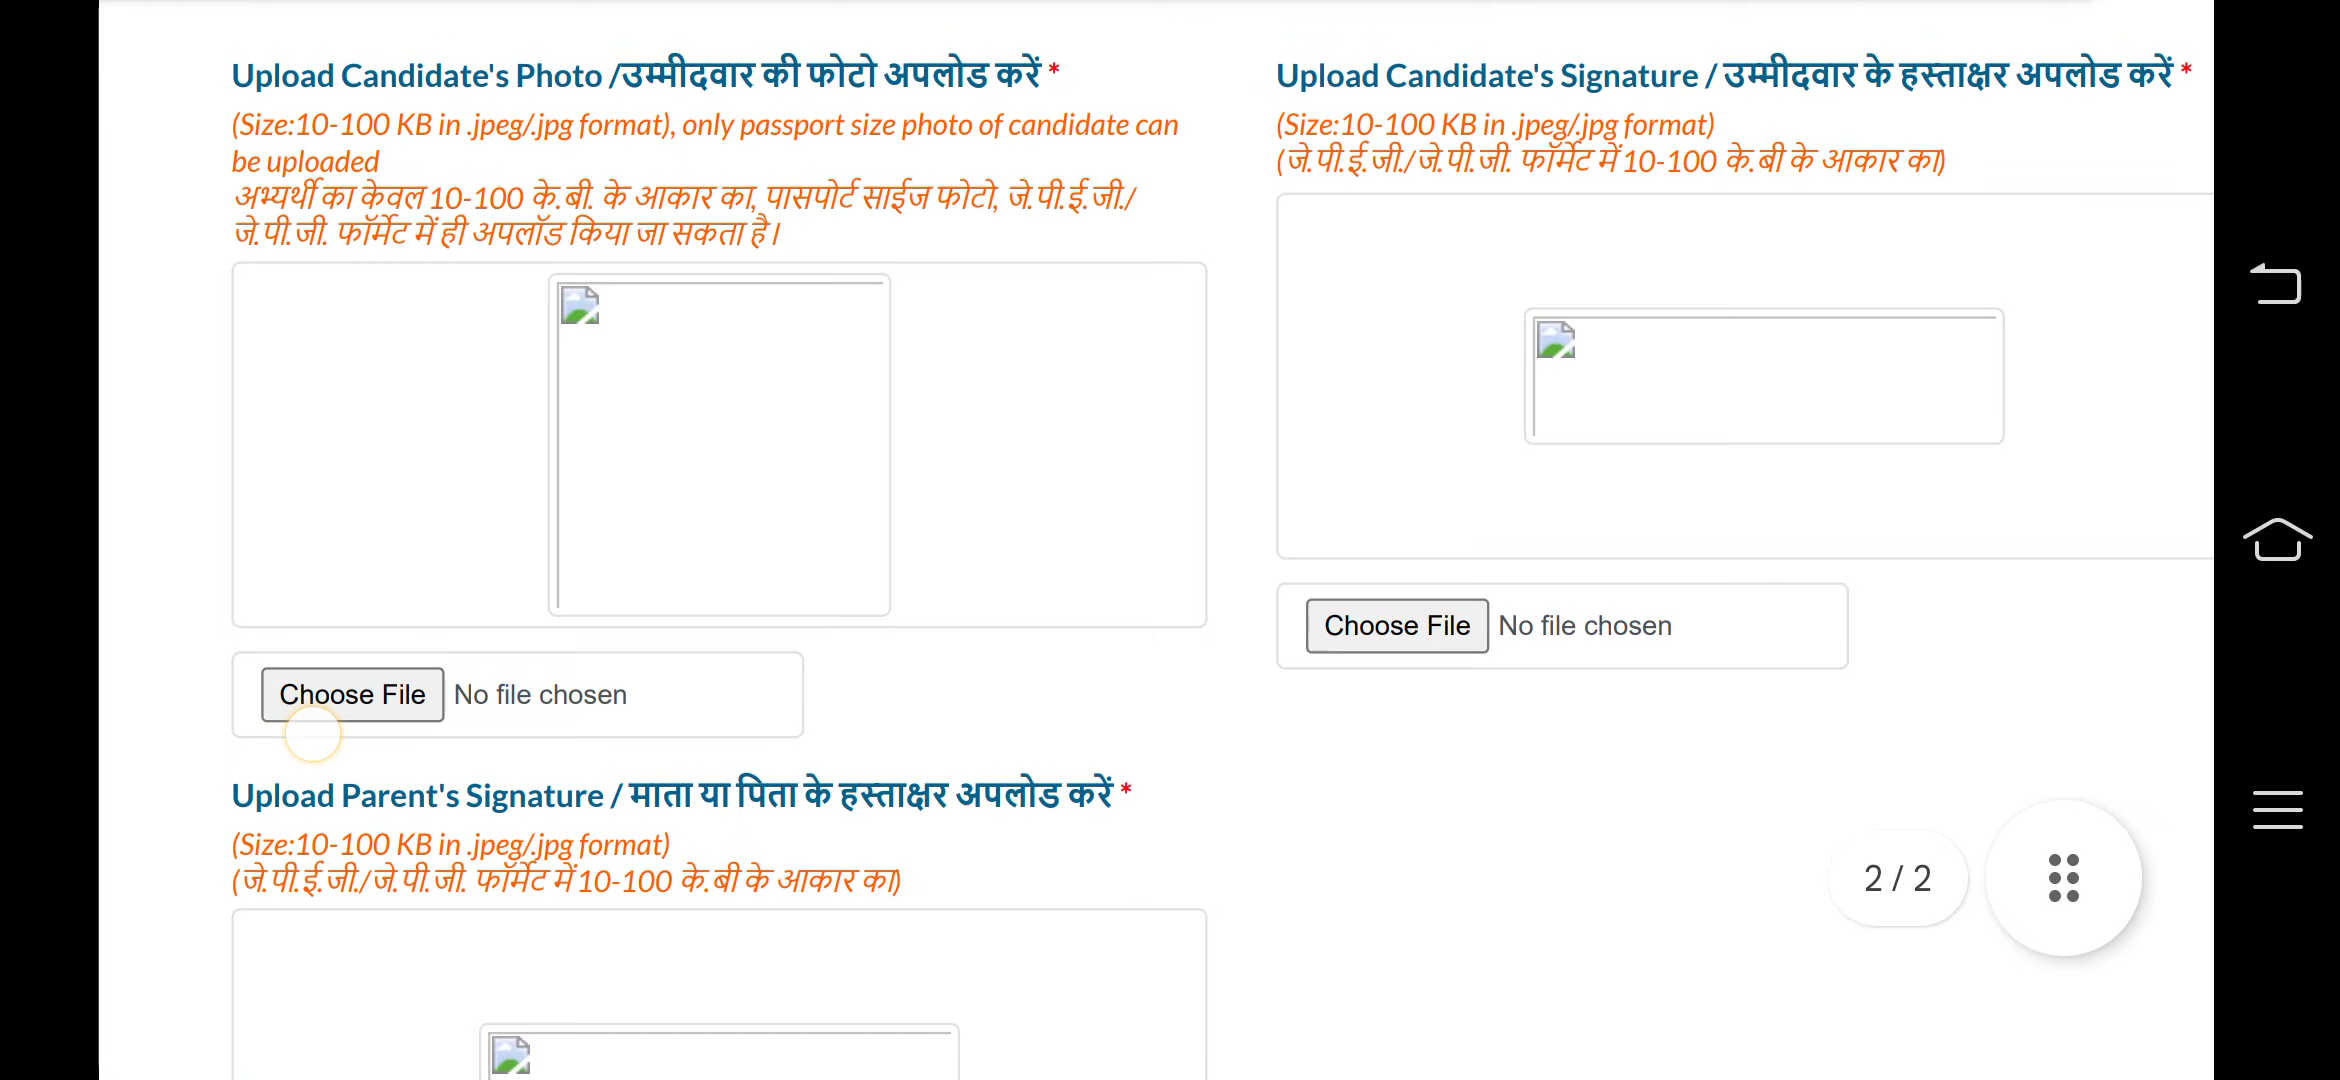 Upload Candidate's Photo /उम्मीदवार की फोटो अपलोड करें *
(Size:10-100 KB in .jpeg/.jpg format), only passport size photo of candidate can
be uploaded
अभ्यर्थी का केवल 10-100 के.बी. के आकार का, पासपोर्ट साईज फोटो, जे.पी.ई.जी./
जे.पी.जी. फॉर्मेट में ही अपलॉड किया जा सकता है।
Choose File No file chosen
Upload Candidate's Signature / उम्मीदवार के हस्ताक्षर अपलोड करें *
(Size:10-100 KB in .jpeg/.jpg format)
(जे.पी.ई.जी./जे.पी.जी. फॉर्मेट में 10-100 के.बी के आकार का)
Choose File No file chosen
Upload Parent's Signature / माता या पिता के हस्ताक्षर अपलोड करें *
(Size:10-100 KB in .jpeg/.jpg format)
(जे.पी.ई.जी./जे.पी.जी. फॉर्मेट में 10-100 के.बी के आकार का)
2 / 2